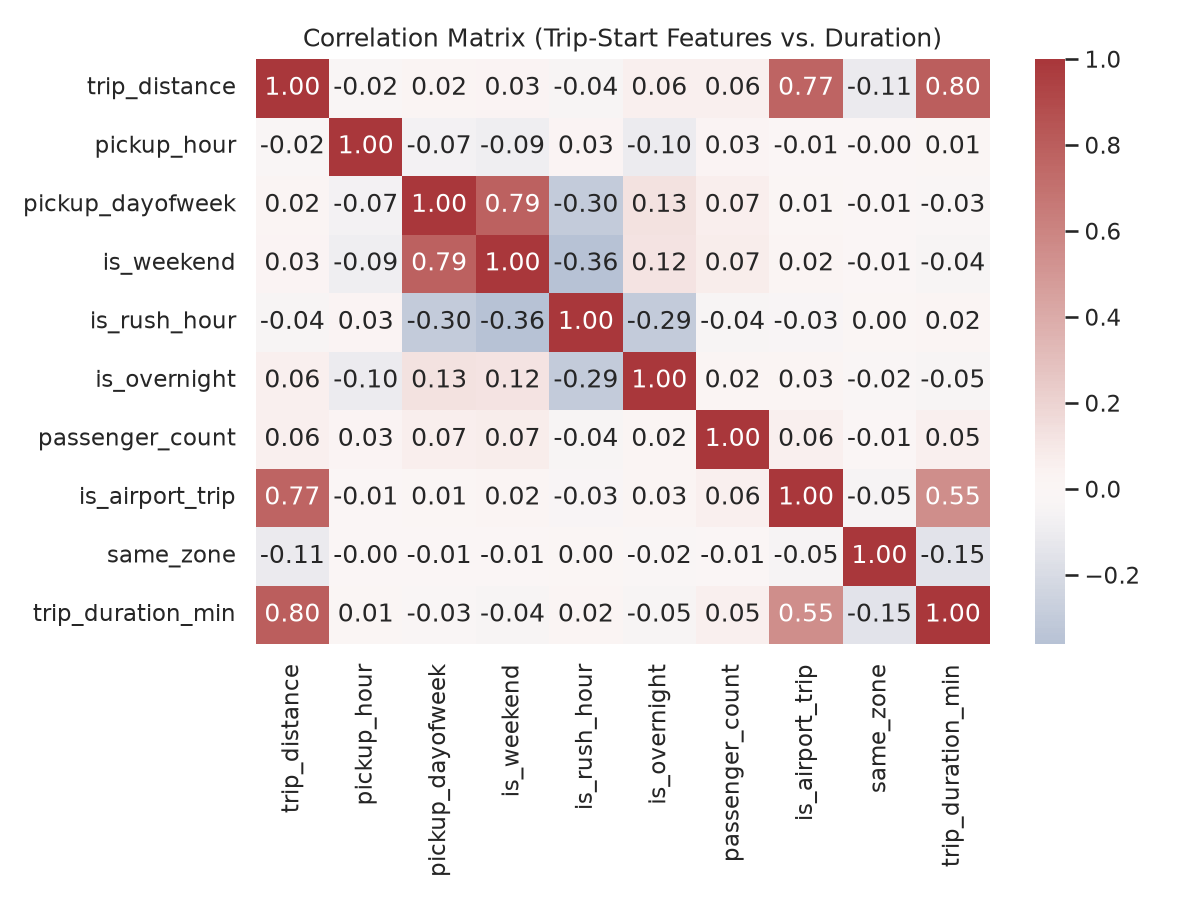 Correlation Matrix (Trip-Start Features vs. Duration)
trip_distance 1.00 -0.02 0.02 0.03 -0.04 0.06 0.06 0.77 -0.11 0.80
pickup_hour -0.02 1.00 -0.07 -0.09 0.03 -0.10 0.03 -0.01 -0.00 0.01
pickup_dayofweek 0.02 -0.07 1.00 0.79 -0.30 0.13 0.07 0.01 -0.01 -0.03
is_weekend 0.03 -0.09 0.79 1.00 -0.36 0.12 0.07 0.02 -0.01 -0.04
is_rush_hour -0.04 0.03 -0.30 -0.36 1.00 -0.29 -0.04 -0.03 0.00 0.02
is_overnight 0.06 -0.10 0.13 0.12 -0.29 1.00 0.02 0.03 -0.02 -0.05
passenger_count 0.06 0.03 0.07 0.07 -0.04 0.02 1.00 0.06 -0.01 0.05
is_airport_trip 0.77 -0.01 0.01 0.02 -0.03 0.03 0.06 1.00 -0.05 0.55
same_zone -0.11 -0.00 -0.01 -0.01 0.00 -0.02 -0.01 -0.05 1.00 -0.15
trip_duration_min 0.80 0.01 -0.03 -0.04 0.02 -0.05 0.05 0.55 -0.15 1.00
trip_distance
pickup_hour
pickup_dayofweek
is_weekend
is_rush_hour
is_overnight
passenger_count
is_airport_trip
same_zone
trip_duration_min
1.0
0.8
0.6
0.4
0.2
0.0
−0.2